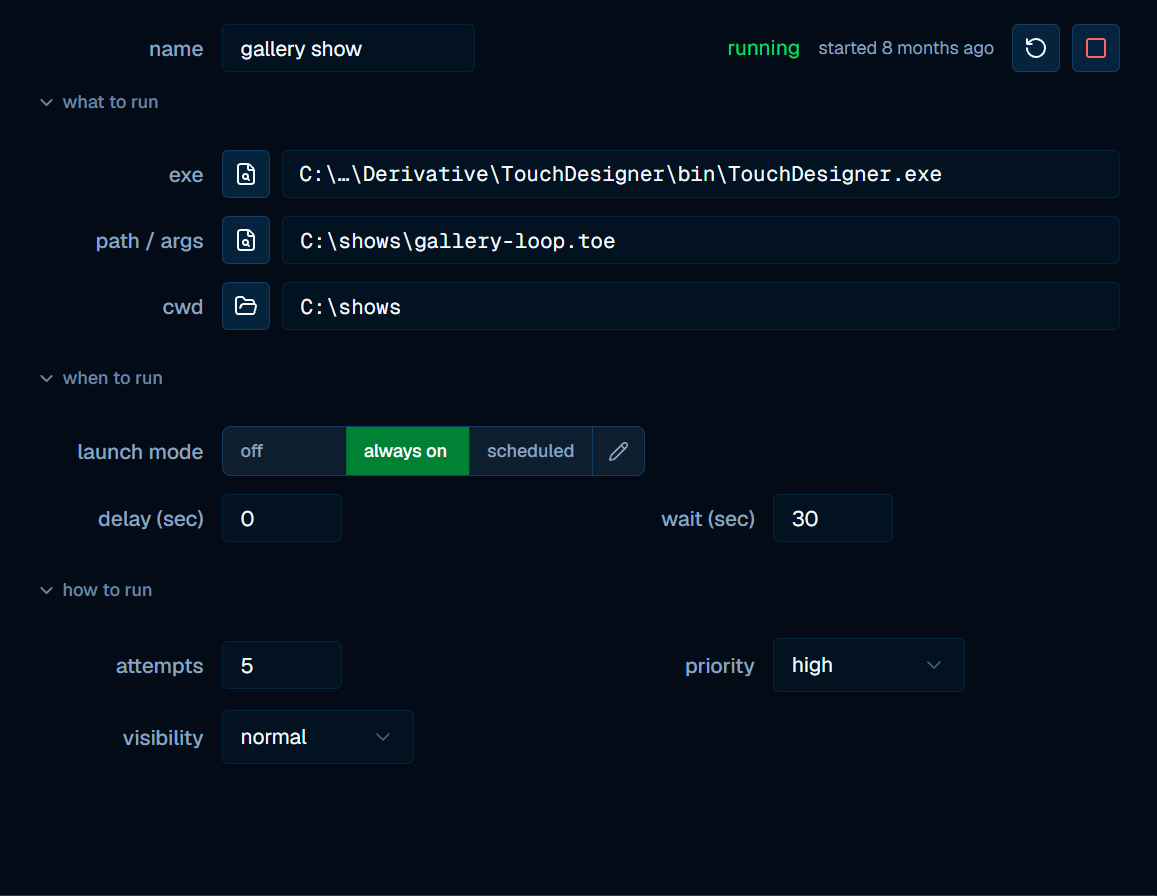 name gallery show running started 8 months ago
what to run
exe C:\…\Derivative\TouchDesigner\bin\TouchDesigner.exe
path / args C:\shows\gallery-loop.toe
cwd C:\shows
when to run
launch mode off always on scheduled
delay (sec) 0 wait (sec) 30
how to run
attempts 5 priority high
visibility normal